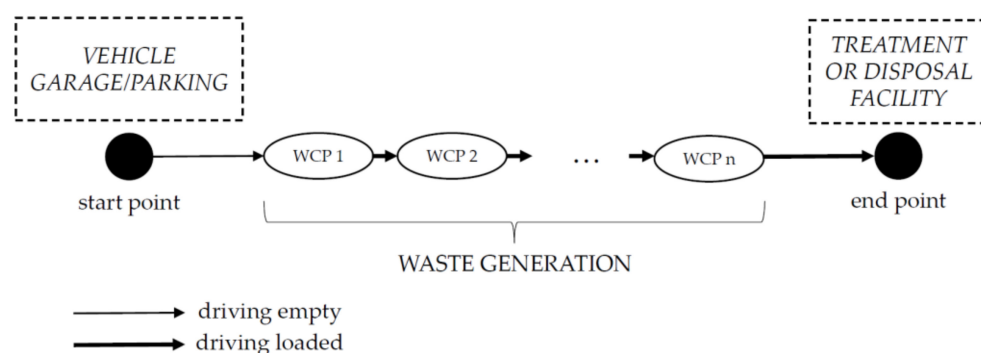 VEHICLE
GARAGE/PARKING
TREATMENT
OR DISPOSAL
FACILITY
WCP 1
WCP 2
...
WCP n
start point
end point
WASTE GENERATION
driving empty
driving loaded